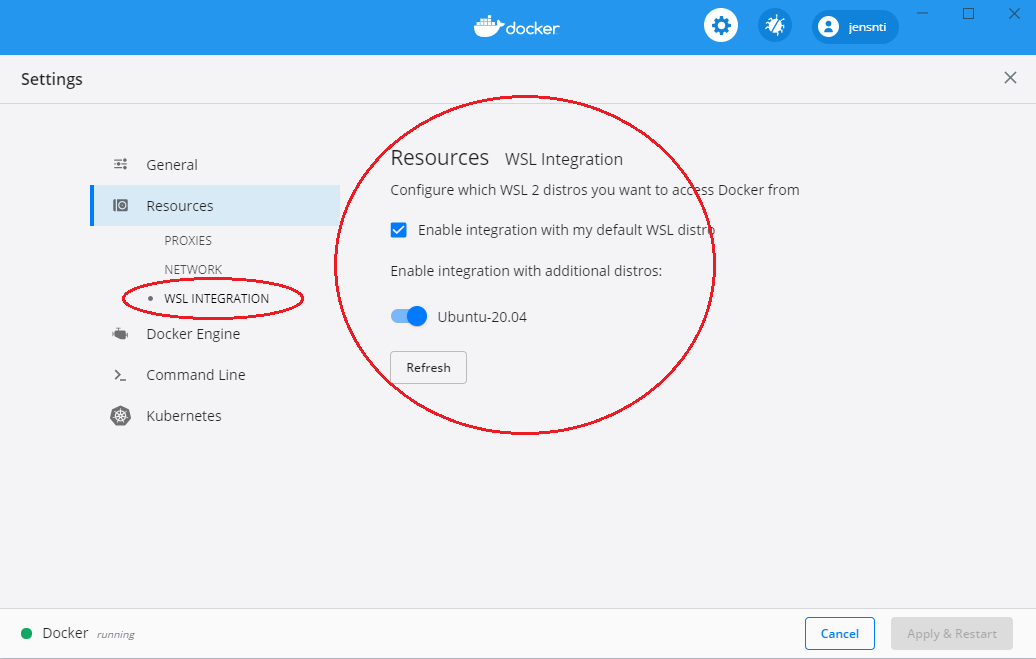 docker
jensnti
Settings
General
Resources
PROXIES
NETWORK
WSL INTEGRATION
Docker Engine
Command Line
Kubernetes
Resources WSL Integration
Configure which WSL 2 distros you want to access Docker from
Enable integration with my default WSL distro
Enable integration with additional distros:
Ubuntu-20.04
Refresh
Docker running
Cancel
Apply & Restart